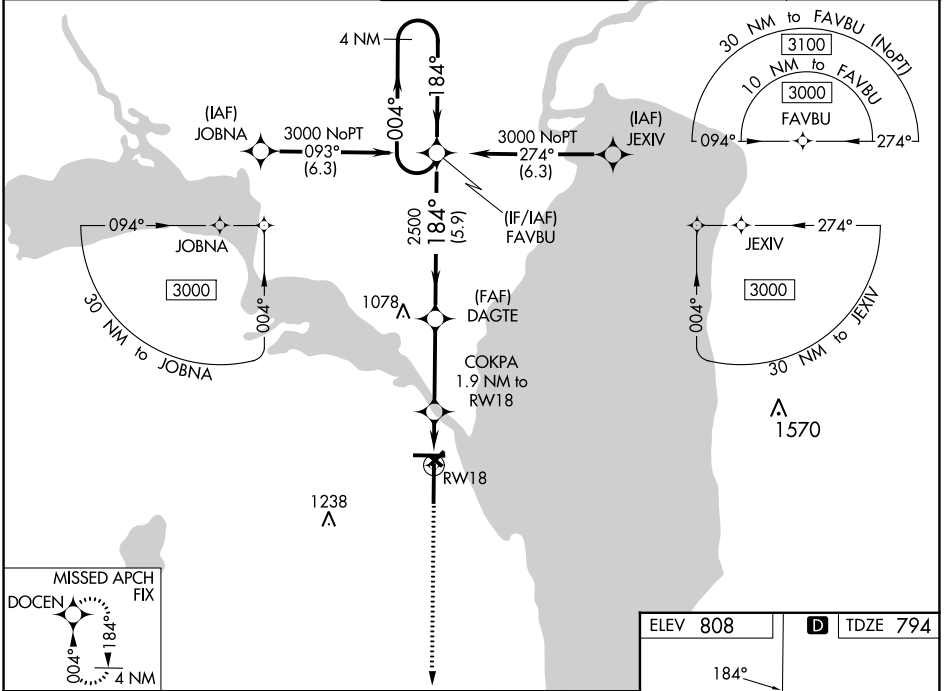 4 NM
184°
004°
(IAF)
JOBNA
3000 NoPT
093°
(6.3)
3000 NoPT
274°
(6.3)
(IAF)
JEXIV
(IF/IAF)
FAVBU
2500
184°
(5.9)
30 NM to FAVBU (NoPT)
3100
10 NM to FAVBU
3000
FAVBU
094°
274°
094°
JOBNA
3000
004°
30 NM to JOBNA
274°
JEXIV
3000
004°
30 NM to JEXIV
1078
(FAF)
DAGTE
COKPA
1.9 NM to
RW18
RW18
1570
1238
MISSED APCH
FIX
DOCEN
184°
004°
4 NM
ELEV 808
D
TDZE 794
184°